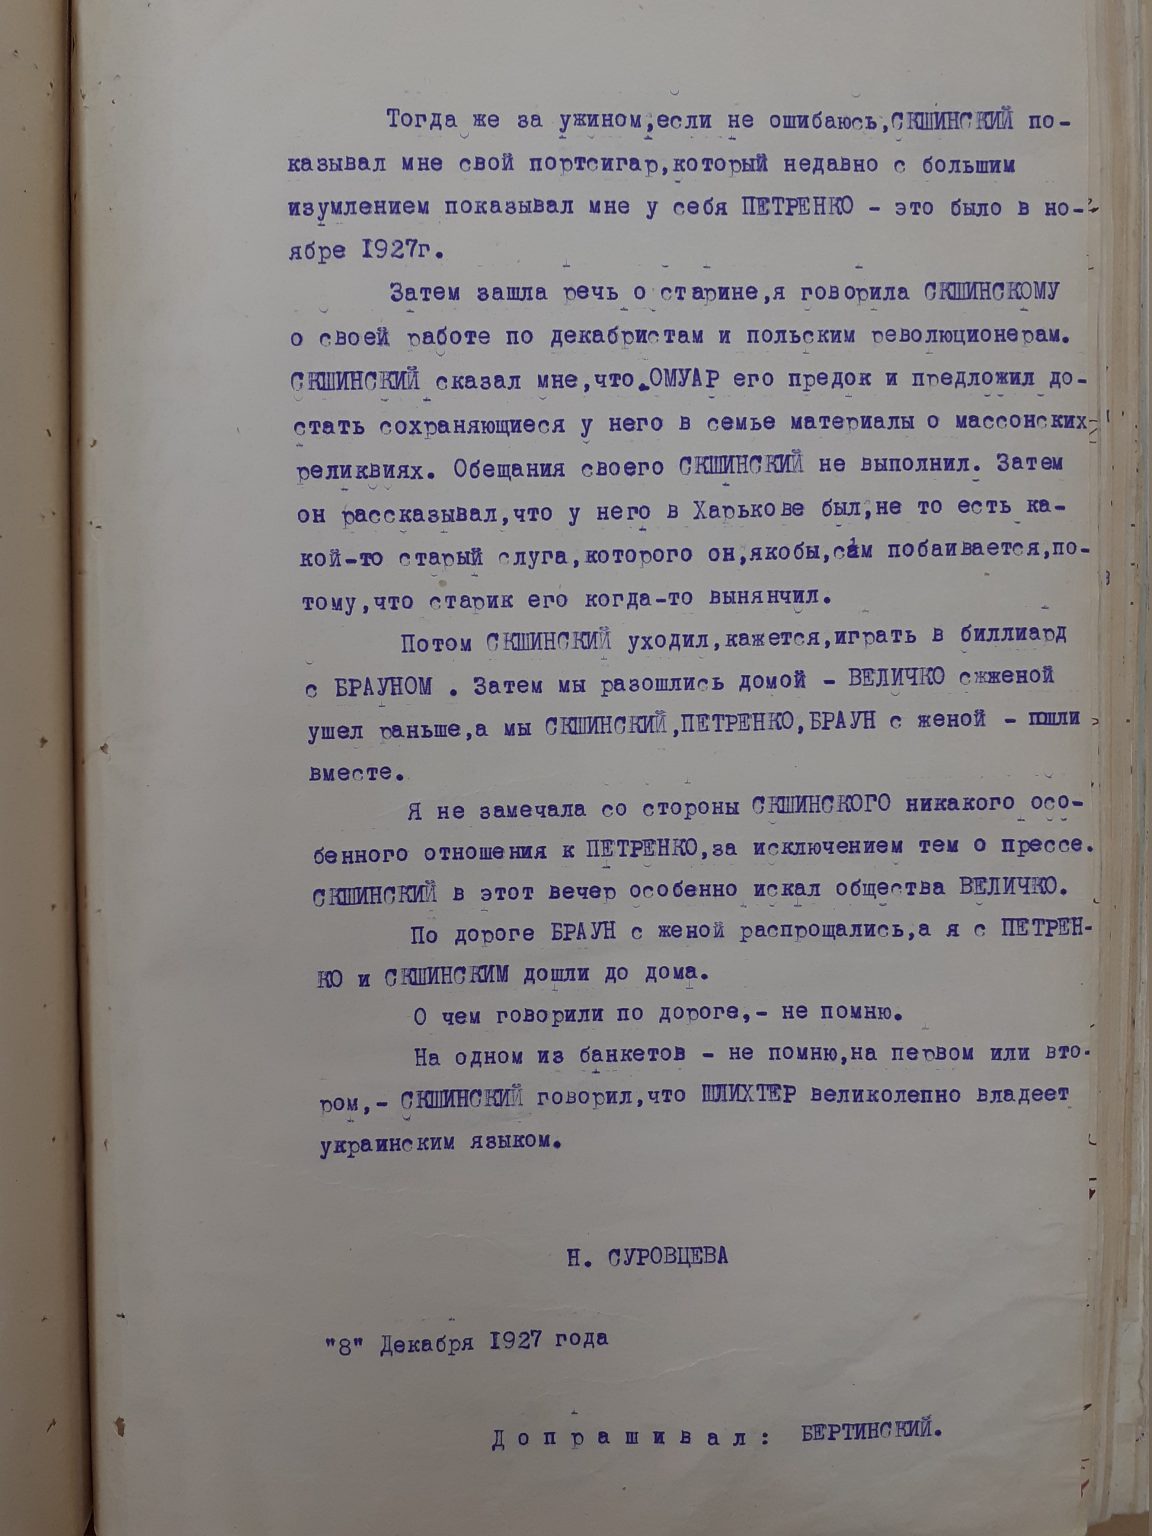 Тогда же за ужином,если не ошибаюсь,СКШИНСКИЙ по-
казывал мне свой портсигар,который недавно с большим
изумлением показывал мне у себя ПЕТРЕНКО - это было в но-
ябре 1927г.
Затем зашла речь о старине,я говорила СКШИНСКОМУ
о своей работе по декабристам и польским революционерам.
СКШИНСКИЙ сказал мне,что ОМУАР его предок и предложил до-
стать сохраняющиеся у него в семье материалы о массонских
реликвиях. Обещания своего СКШИНСКИЙ не выполнил. Затем
он рассказывал,что у него в Харькове был,не то есть ка-
кой-то старый слуга,которого он,якобы,сам побаивается,по-
тому,что старик его когда-то вынянчил.
Потом СКШИНСКИЙ уходил,кажется,играть в биллиард
с БРАУНОМ . Затем мы разошлись домой - ВЕЛИЧКО сжженой
ушел раньше,а мы СКШИНСКИЙ,ПЕТРЕНКО,БРАУН с женой - пошли
вместе.
Я не замечала со стороны СКШИНСКОГО никакого осо-
бенного отношения к ПЕТРЕНКО,за исключением тем о прессе.
СКШИНСКИЙ в этот вечер особенно искал общества ВЕЛИЧКО.
По дороге БРАУН с женой распрощались,а я с ПЕТРЕН-
КО и СКШИНСКИМ дошли до дома.
О чем говорили по дороге,- не помню.
На одном из банкетов - не помню,на первом или вто-
ром,- СКШИНСКИЙ говорил,что ШЛИХТЕР великолепно владеет
украинским языком.
Н. СУРОВЦЕВА
"8" Декабря 1927 года
Допрашивал: БЕРТИНСКИЙ.